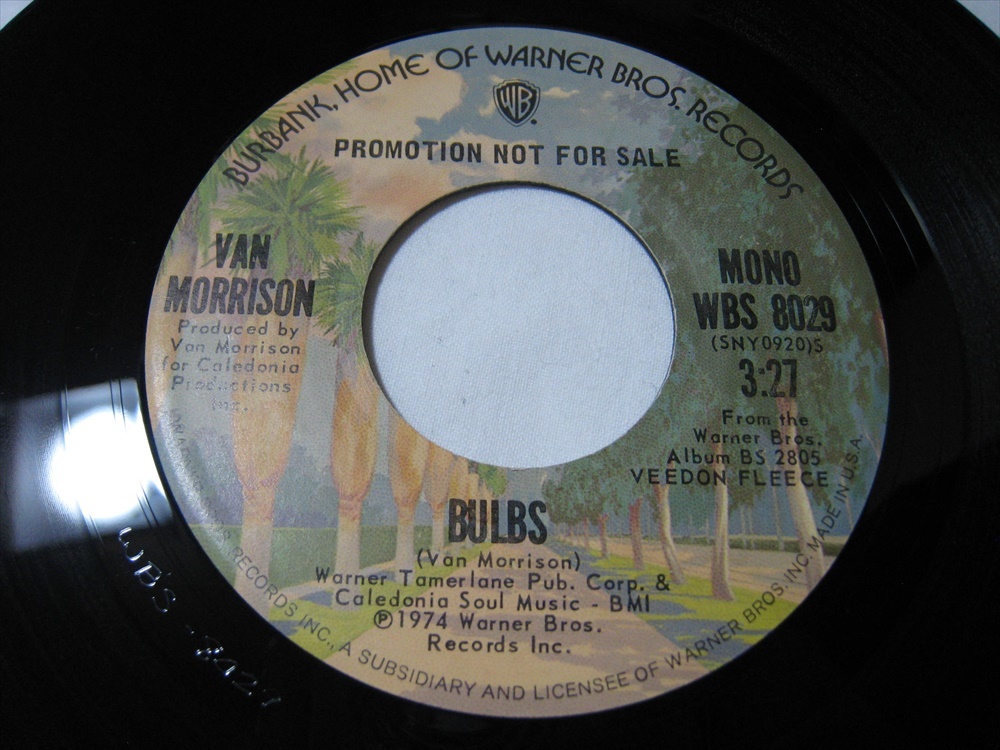 BURBANK, HOME OF WARNER BROS. RECORDS
WB
PROMOTION NOT FOR SALE
VAN
MORRISON
Produced by
Van Morrison
for Caledonia
Productions
Inc.
MONO
WBS 8029
(SNY0920)S
3:27
From the
Warner Bros.
Album BS 2805
VEEDON FLEECE
BULBS
(Van Morrison)
Warner Tamerlane Pub. Corp. &
Caledonia Soul Music - BMI
Ⓟ1974 Warner Bros.
Records Inc.
RECORDS INC., A SUBSIDIARY AND LICENSEE OF WARNER BROS. INC. MADE IN U.S.A.
WBS